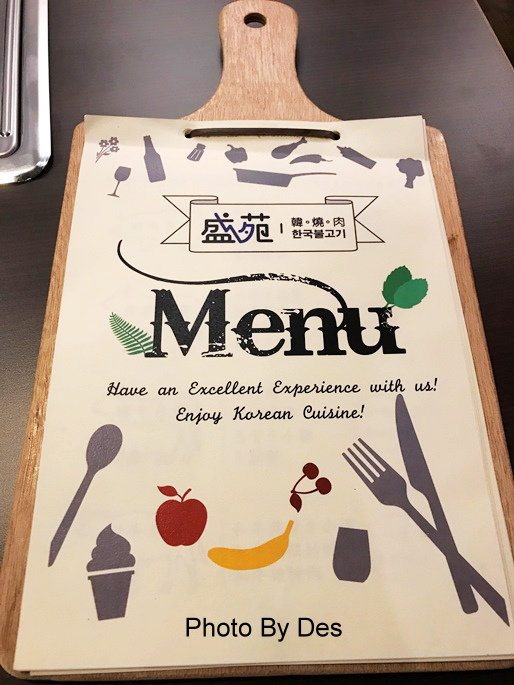 盛苑 | 韓•燒•肉
한국불고기
Menu
Have an Excellent Experience with us!
Enjoy Korean Cuisine!
Photo By Des